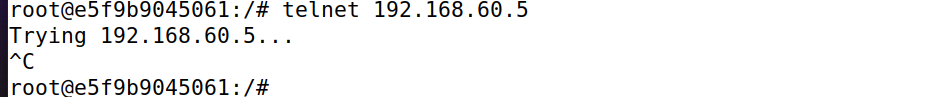 root@e5f9b9045061:/# telnet 192.168.60.5
Trying 192.168.60.5...
^C
root@e5f9b9045061:/#